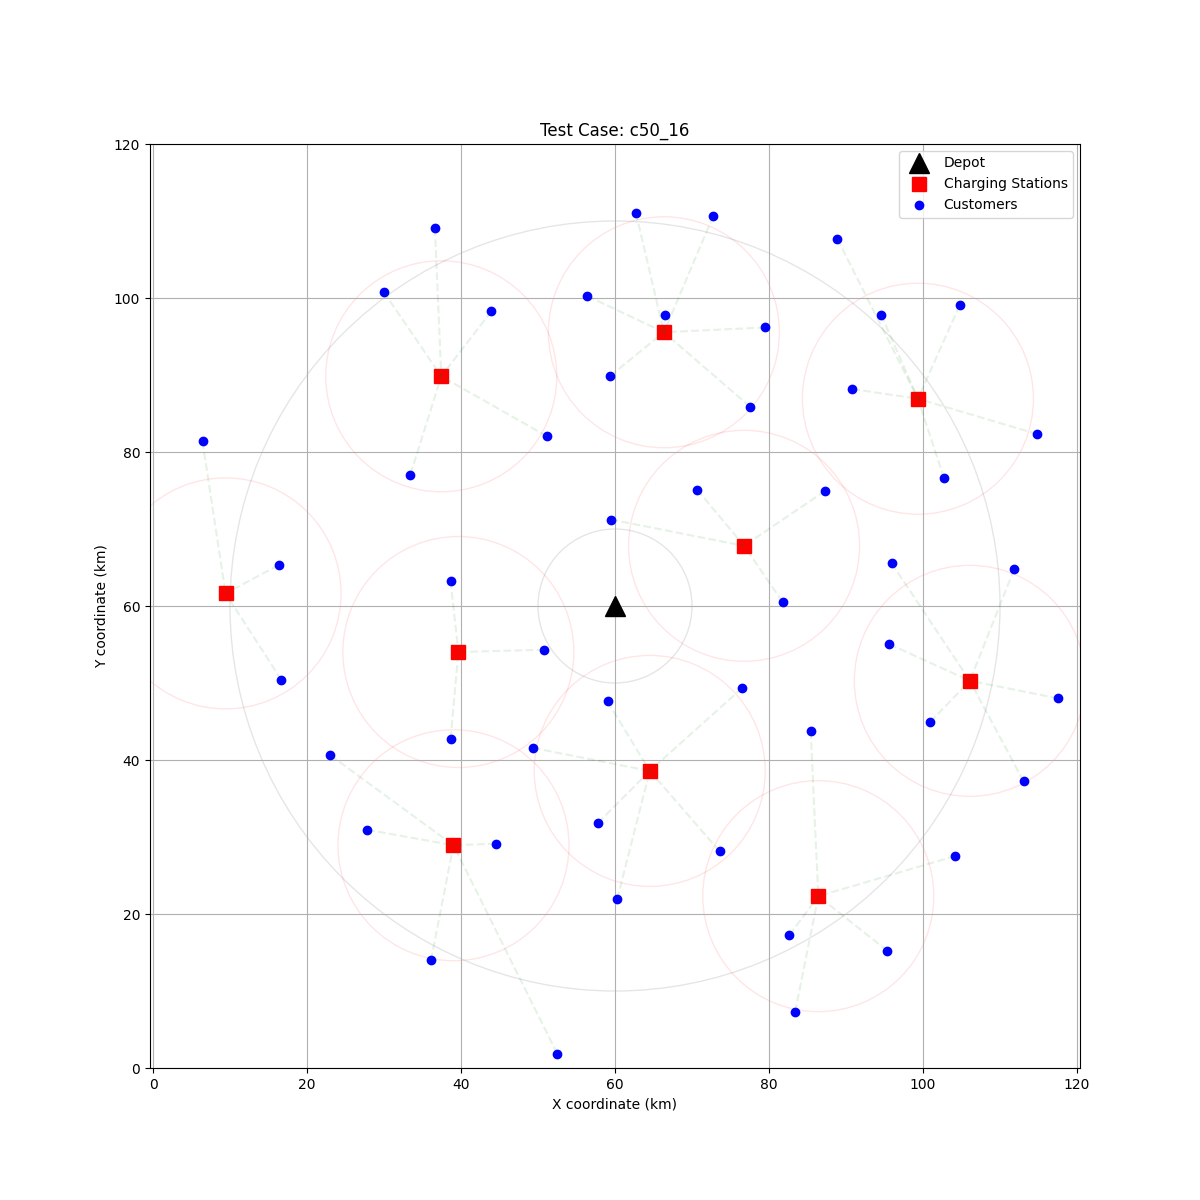 Test Case: c50_16
Depot
Charging Stations
Customers
120
100
80
60
40
20
0
Y coordinate (km)
0 20 40 60 80 100 120
X coordinate (km)